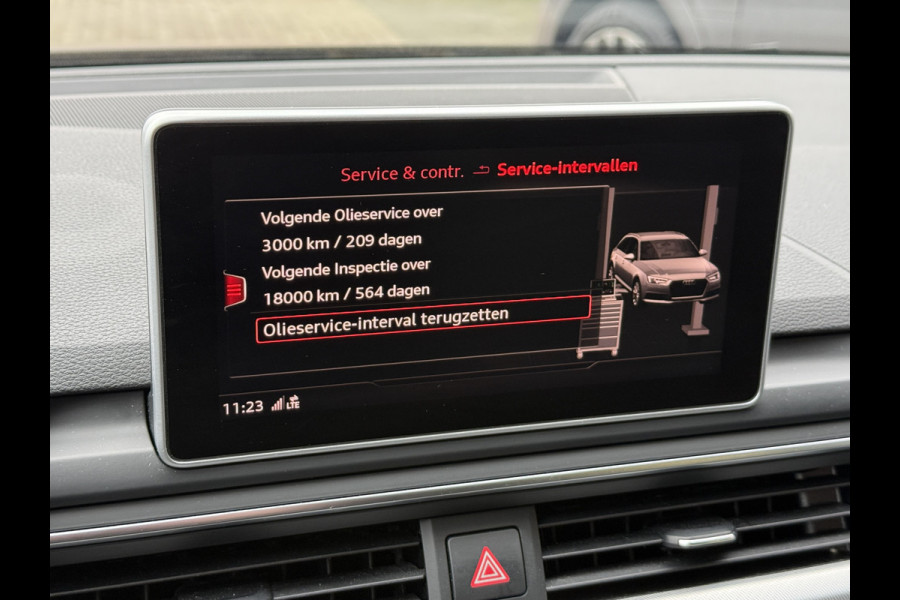 Service & contr. Service-intervallen
Volgende Olieservice over
3000 km / 209 dagen
Volgende Inspectie over
18000 km / 564 dagen
Olieservice-interval terugzetten
11:23 LTE